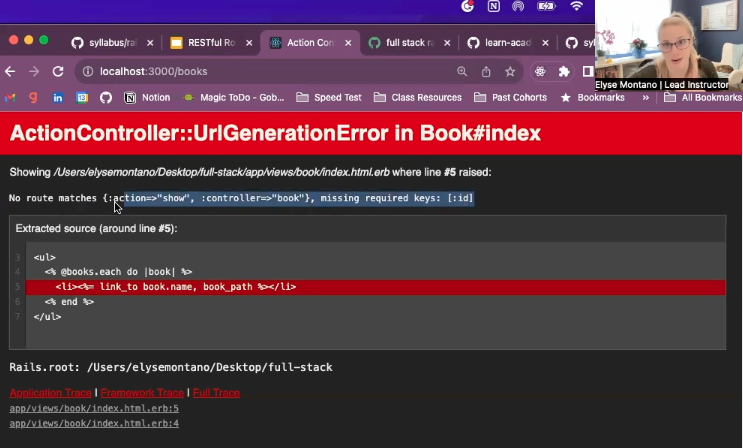 syllabus/rai
RESTful Ro
Action Con
full stack ra
learn-acade
sy
localhost:3000/books
Notion
Magic ToDo - Gob...
Speed Test
Class Resources
Past Cohorts
Bookmarks
»
All Bookmarks
Elyse Montano | Lead Instructor
ActionController::UrlGenerationError in Book#index
Showing /Users/elysemontano/Desktop/full-stack/app/views/book/index.html.erb where line #5 raised:
No route matches {:action=>"show", :controller=>"book"}, missing required keys: [:id]
Extracted source (around line #5):
3 <ul>
4 <% @books.each do |book| %>
5 <li><%= link_to book.name, book_path %></li>
6 <% end %>
7 </ul>
Rails.root: /Users/elysemontano/Desktop/full-stack
Application Trace | Framework Trace | Full Trace
app/views/book/index.html.erb:5
app/views/book/index.html.erb:4